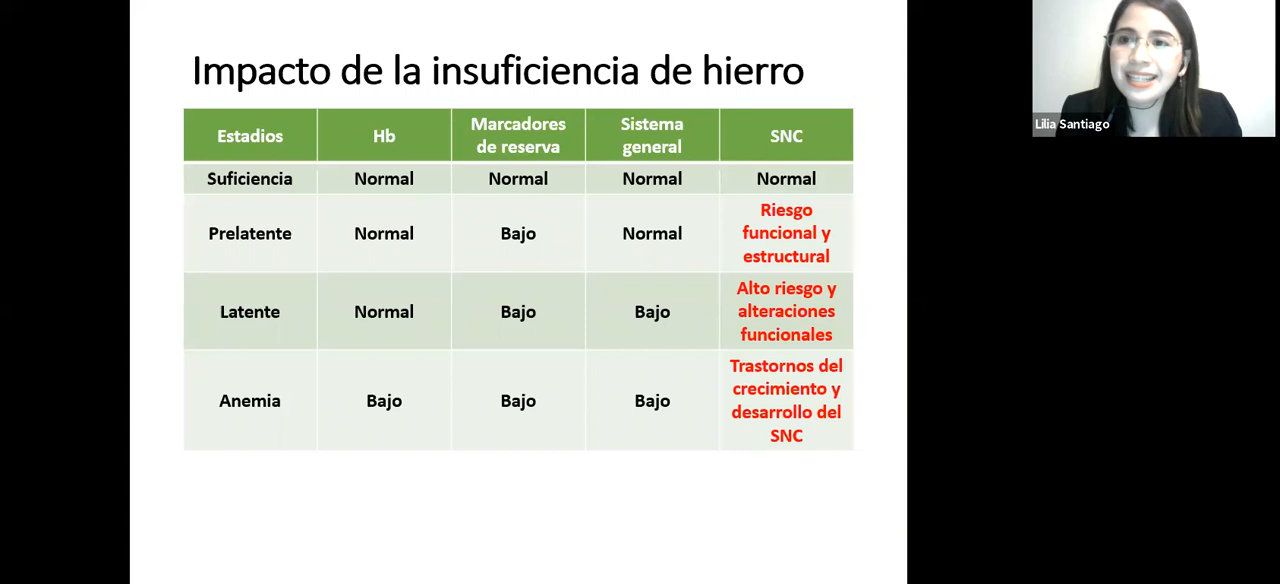 Impacto de la insuficiencia de hierro
Lilia Santiago
Estadios
Hb
Marcadores
de reserva
Sistema
general
SNC
Suficiencia
Normal
Normal
Normal
Normal
Prelatente
Normal
Bajo
Normal
Riesgo
funcional y
estructural
Latente
Normal
Bajo
Bajo
Alto riesgo y
alteraciones
funcionales
Anemia
Bajo
Bajo
Bajo
Trastornos del
crecimiento y
desarrollo del
SNC